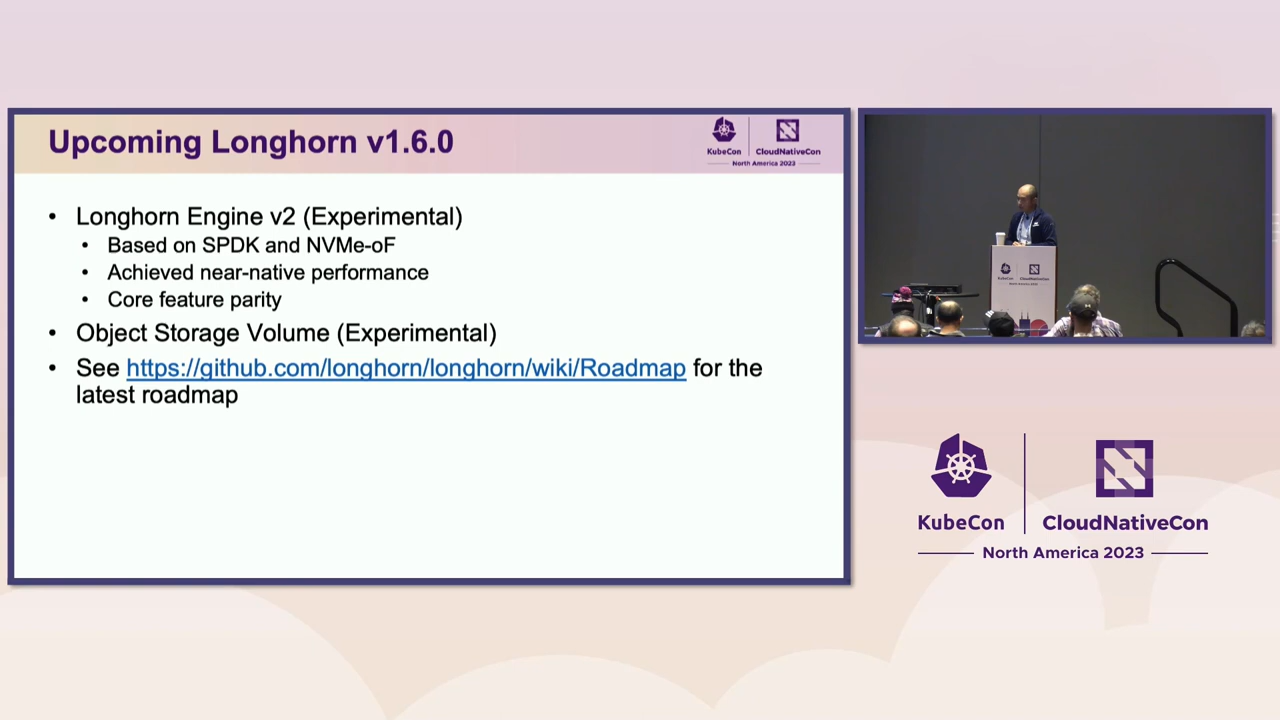 Upcoming Longhorn v1.6.0
KubeCon
CloudNativeCon
North America 2023
• Longhorn Engine v2 (Experimental)
• Based on SPDK and NVMe-oF
• Achieved near-native performance
• Core feature parity
• Object Storage Volume (Experimental)
• See https://github.com/longhorn/longhorn/wiki/Roadmap for the
latest roadmap
KubeCon
CloudNativeCon
North America 2023